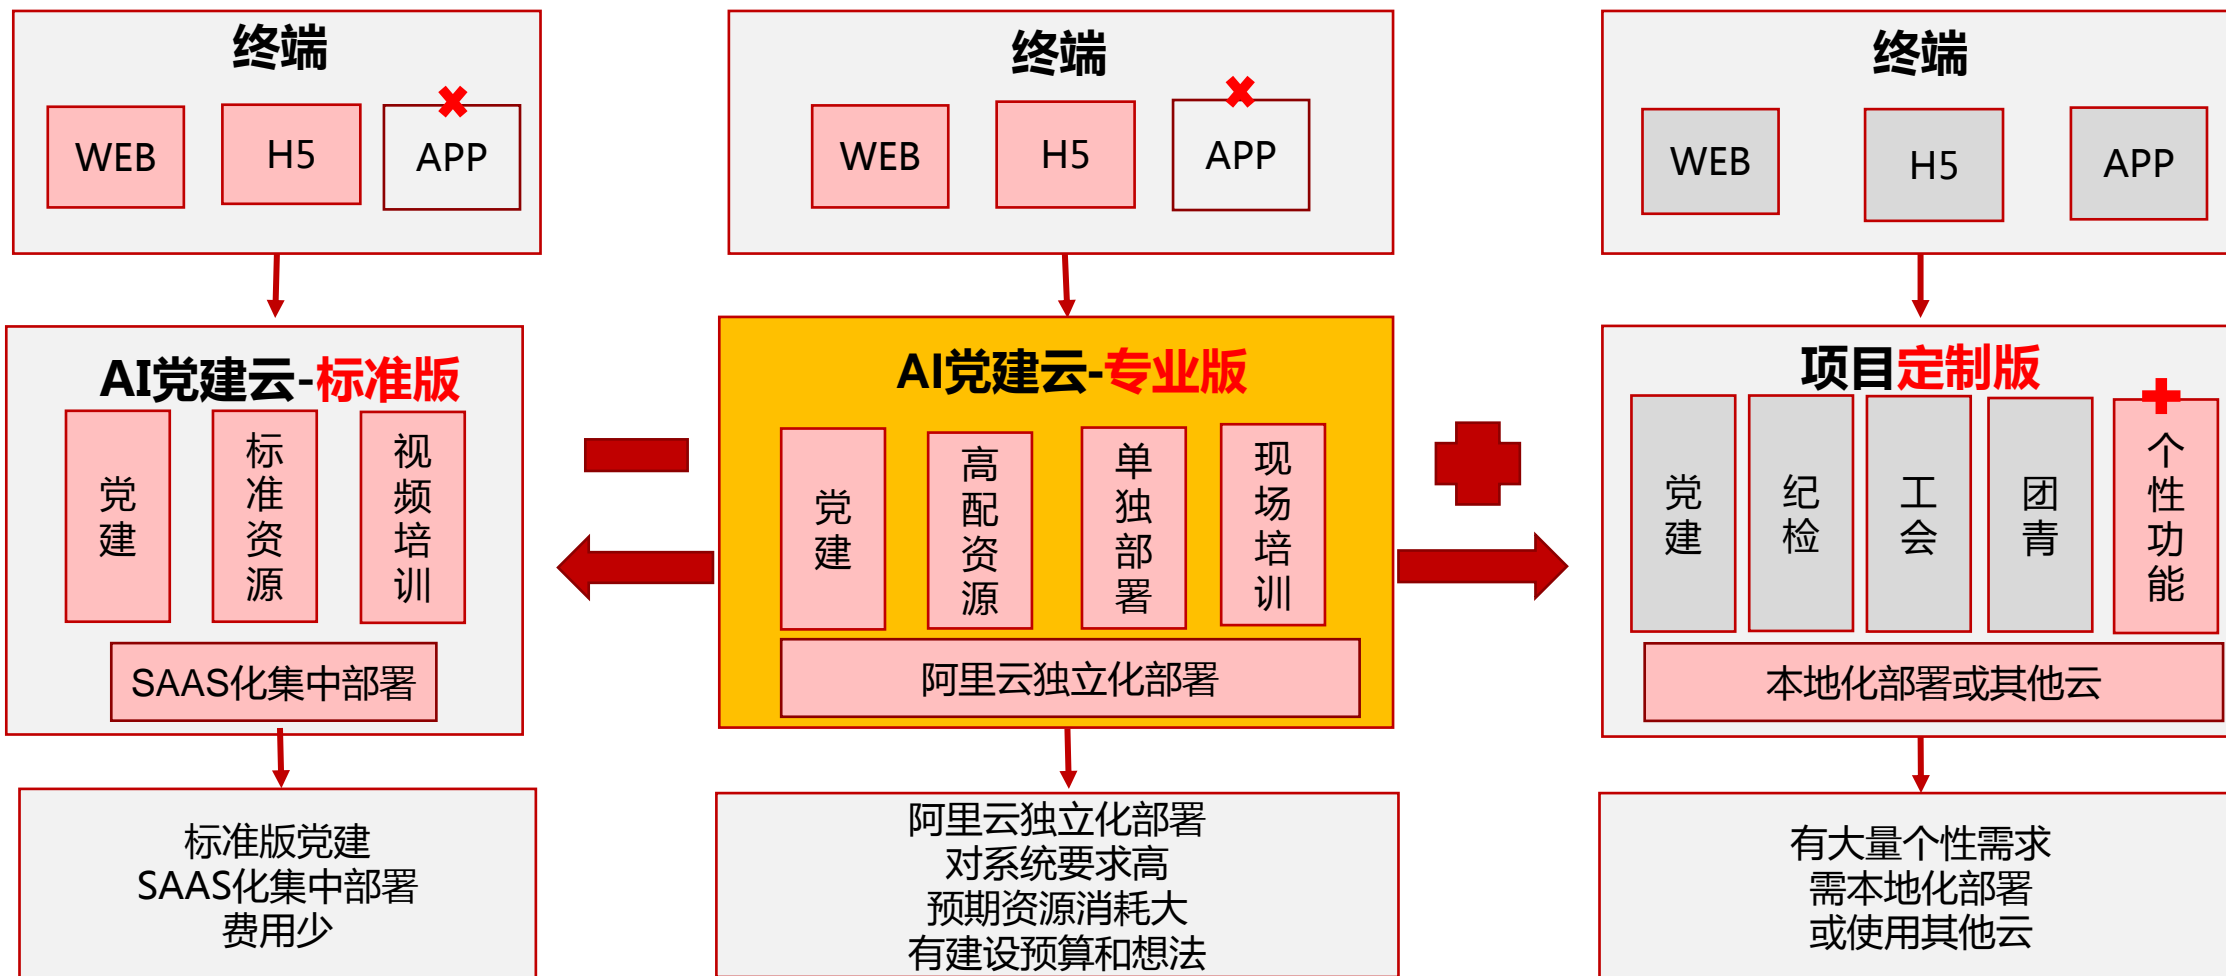 终端
WEB
H5
APP
AI党建云-标准版
党建
标准资源
视频培训
SAAS化集中部署
标准版党建
SAAS化集中部署
费用少
终端
WEB
H5
APP
AI党建云-专业版
党建
高配资源
单独部署
现场培训
阿里云独立化部署
阿里云独立化部署
对系统要求高
预期资源消耗大
有建设预算和想法
终端
WEB
H5
APP
项目定制版
党建
纪检
工会
团青
个性功能
本地化部署或其他云
有大量个性需求
需本地化部署
或使用其他云